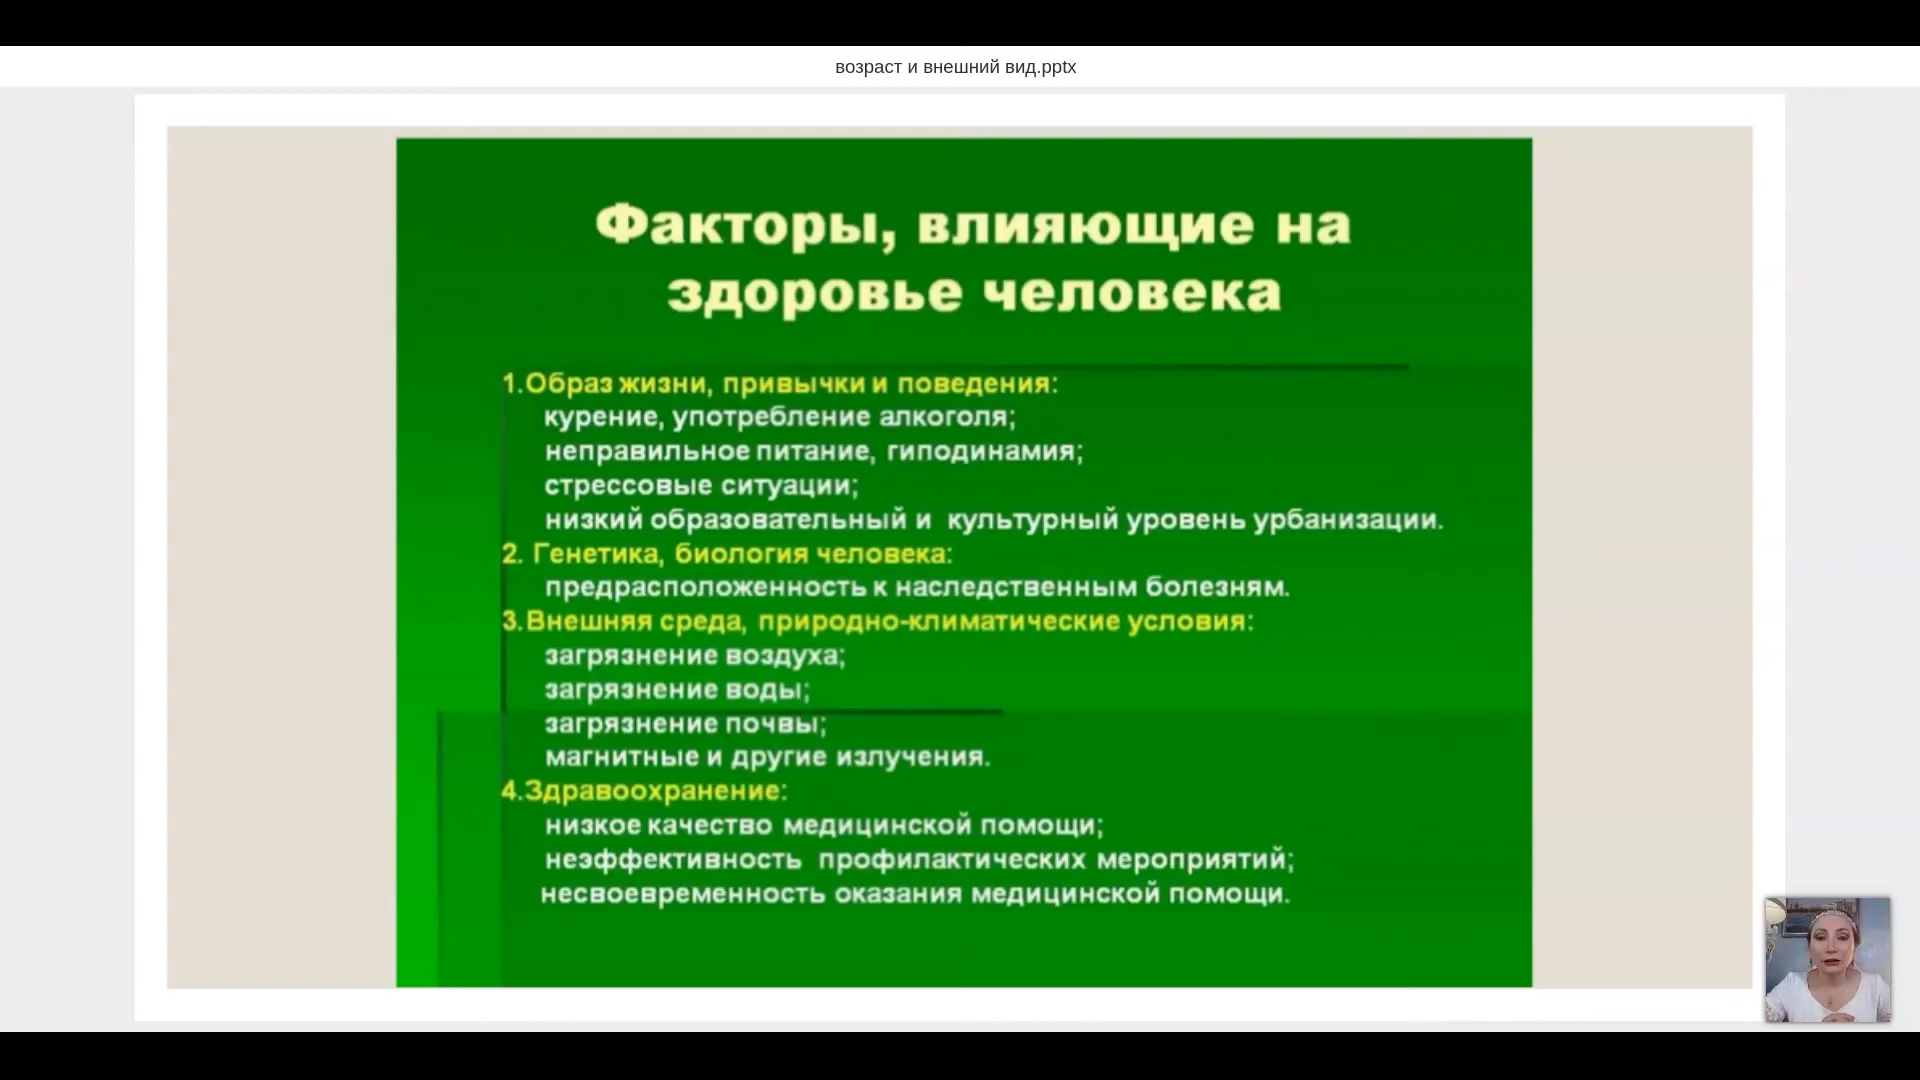 возраст и внешний вид.pptx
Факторы, влияющие на
здоровье человека
1.Образ жизни, привычки и поведения:
курение, употребление алкоголя;
неправильное питание, гиподинамия;
стрессовые ситуации;
низкий образовательный и культурный уровень урбанизации.
2. Генетика, биология человека:
предрасположенность к наследственным болезням.
3.Внешняя среда, природно-климатические условия:
загрязнение воздуха;
загрязнение воды;
загрязнение почвы;
магнитные и другие излучения.
4.Здравоохранение:
низкое качество медицинской помощи;
неэффективность профилактических мероприятий;
несвоевременность оказания медицинской помощи.